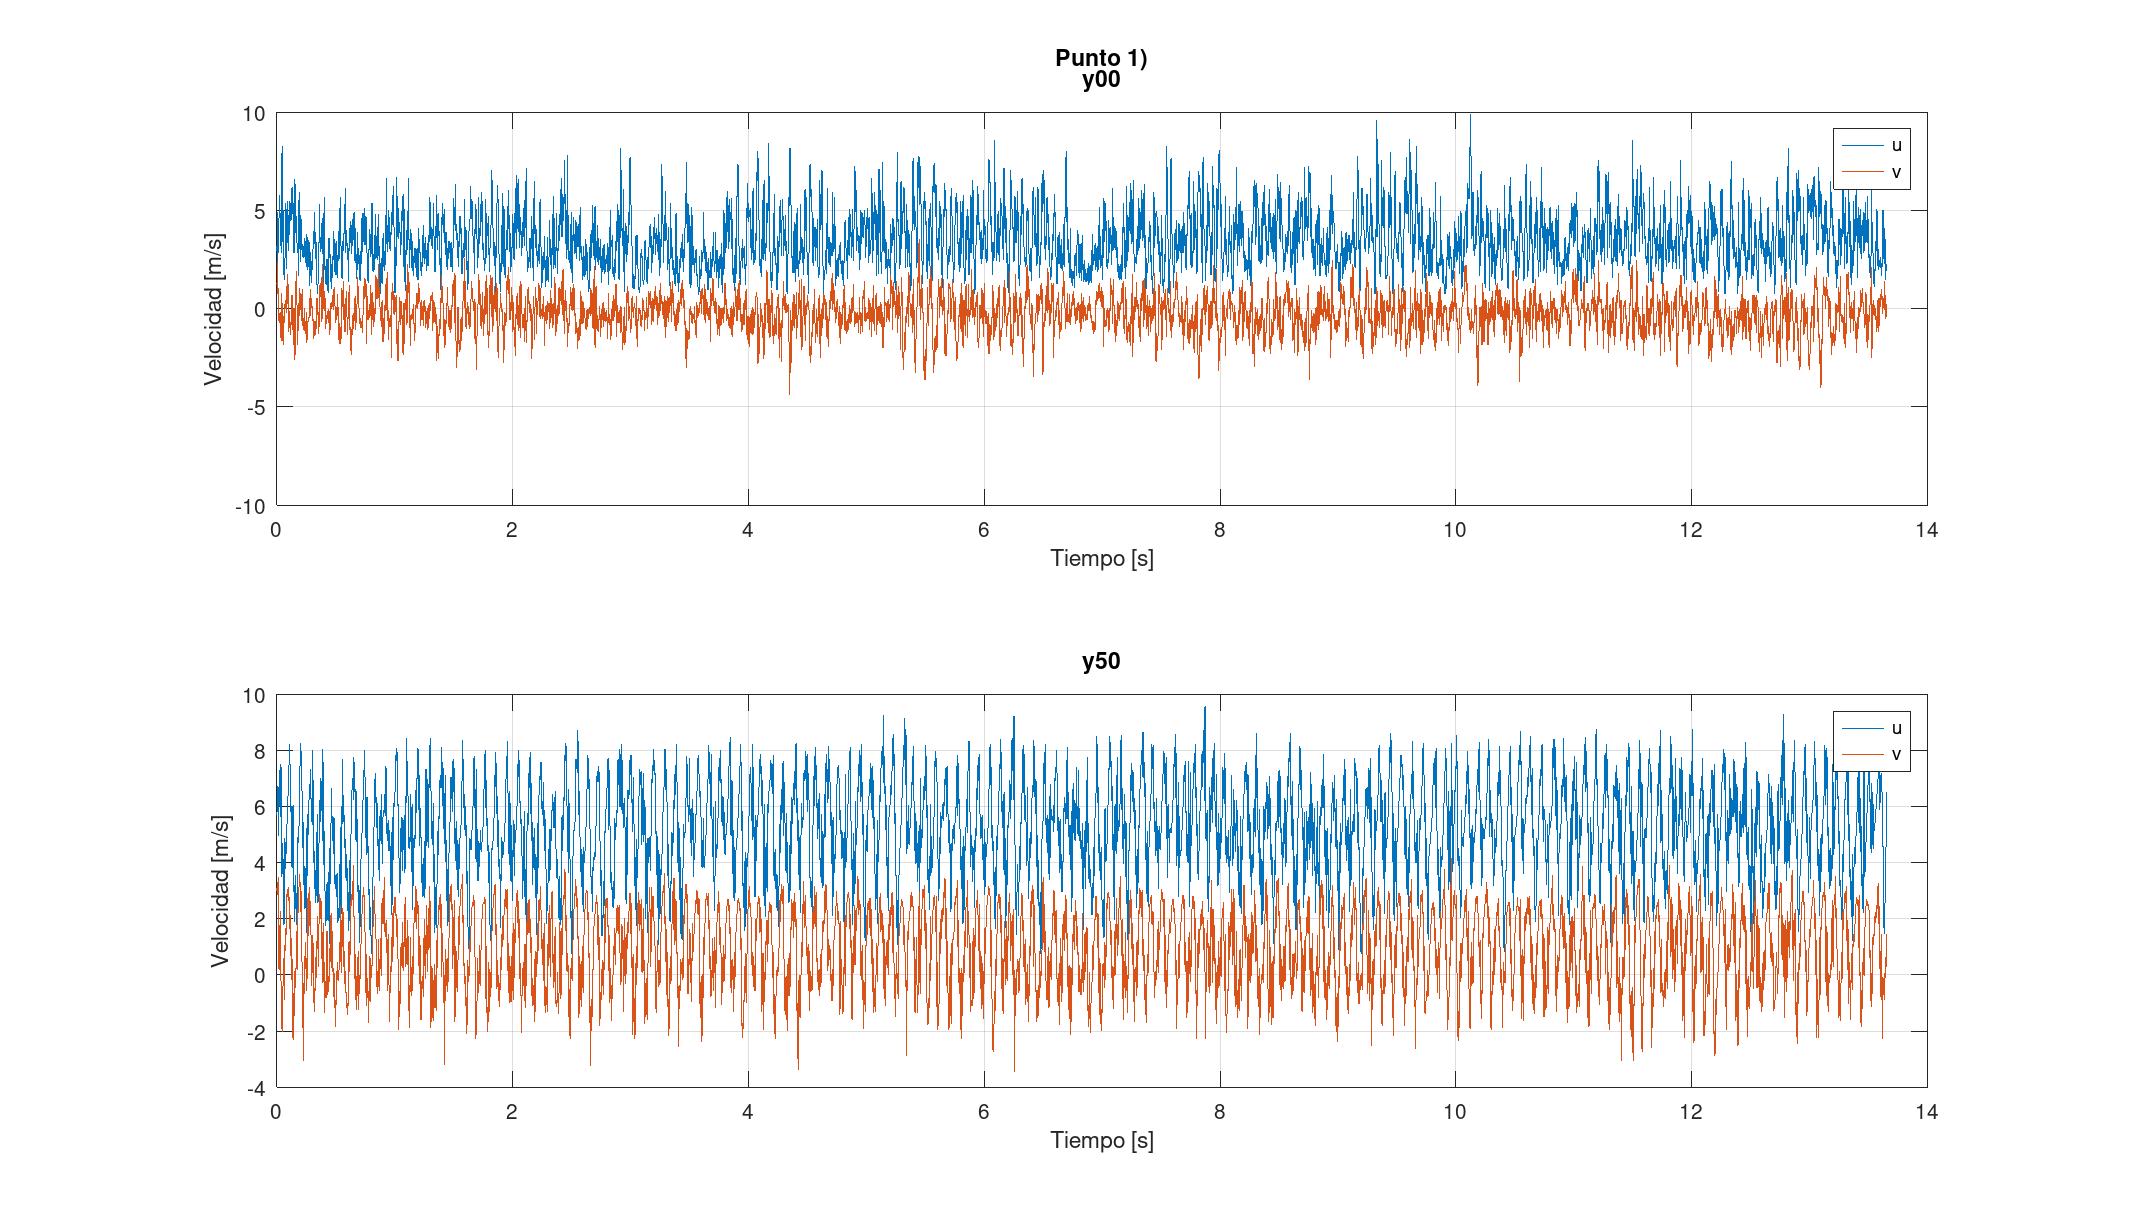 Punto 1)
y00
10
5
0
-5
-10
Velocidad [m/s]
u
v
0 2 4 6 8 10 12 14
Tiempo [s]
y50
10
8
6
4
2
0
-2
-4
Velocidad [m/s]
u
v
0 2 4 6 8 10 12 14
Tiempo [s]